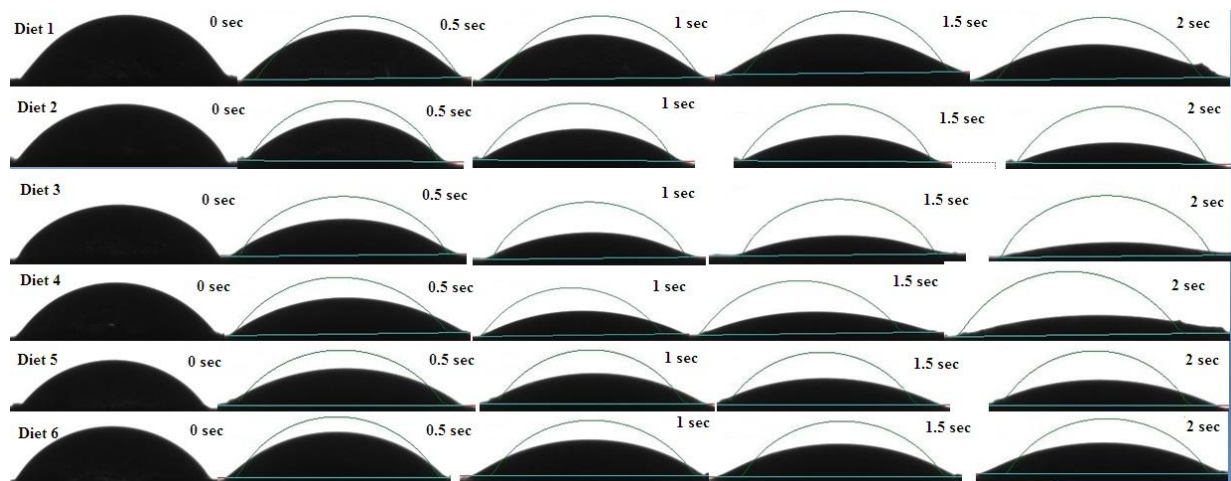 Diet 1 0 sec 0.5 sec 1 sec 1.5 sec 2 sec
Diet 2 0 sec 0.5 sec 1 sec 1.5 sec 2 sec
Diet 3 0 sec 0.5 sec 1 sec 1.5 sec 2 sec
Diet 4 0 sec 0.5 sec 1 sec 1.5 sec 2 sec
Diet 5 0 sec 0.5 sec 1 sec 1.5 sec 2 sec
Diet 6 0 sec 0.5 sec 1 sec 1.5 sec 2 sec